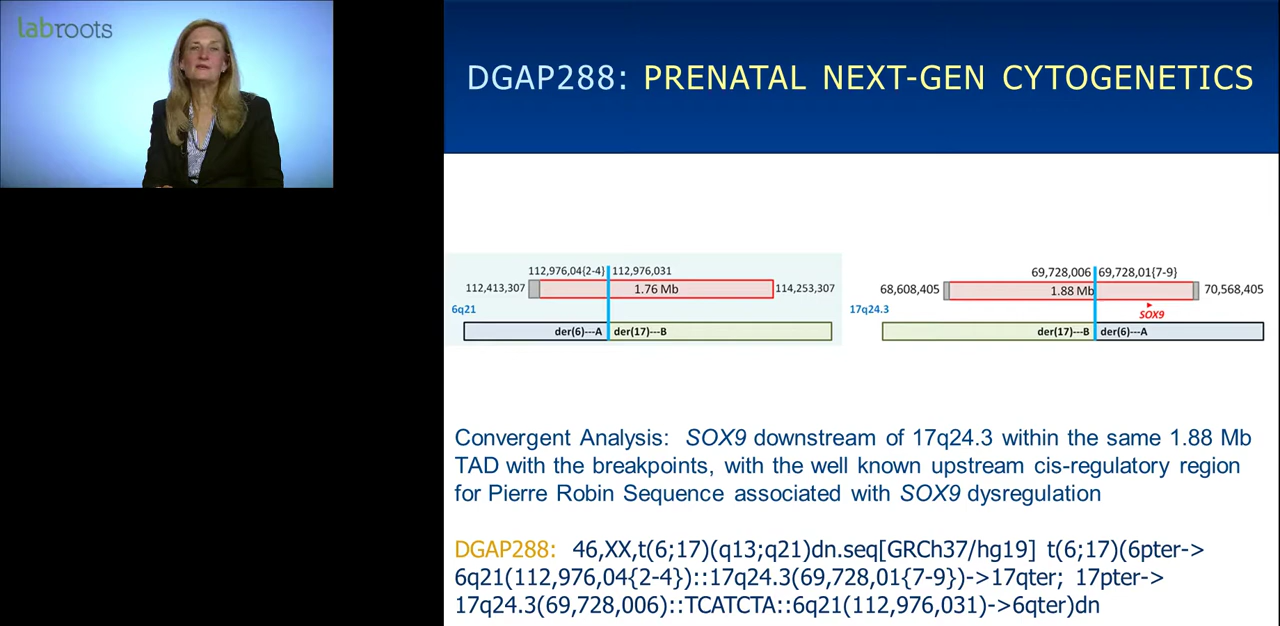 labroots
DGAP288: PRENATAL NEXT-GEN CYTOGENETICS
112,976,04{2-4} 112,976,031
112,413,307 1.76 Mb 114,253,307
6q21
der(6)---A der(17)---B
69,728,006 69,728,01{7-9}
68,608,405 1.88 Mb 70,568,405
17q24.3
SOX9
der(17)---B der(6)---A
Convergent Analysis: SOX9 downstream of 17q24.3 within the same 1.88 Mb
TAD with the breakpoints, with the well known upstream cis-regulatory region
for Pierre Robin Sequence associated with SOX9 dysregulation
DGAP288: 46,XX,t(6;17)(q13;q21)dn.seq[GRCh37/hg19] t(6;17)(6pter->
6q21(112,976,04{2-4})::17q24.3(69,728,01{7-9})->17qter; 17pter->
17q24.3(69,728,006)::TCATCTA::6q21(112,976,031)->6qter)dn